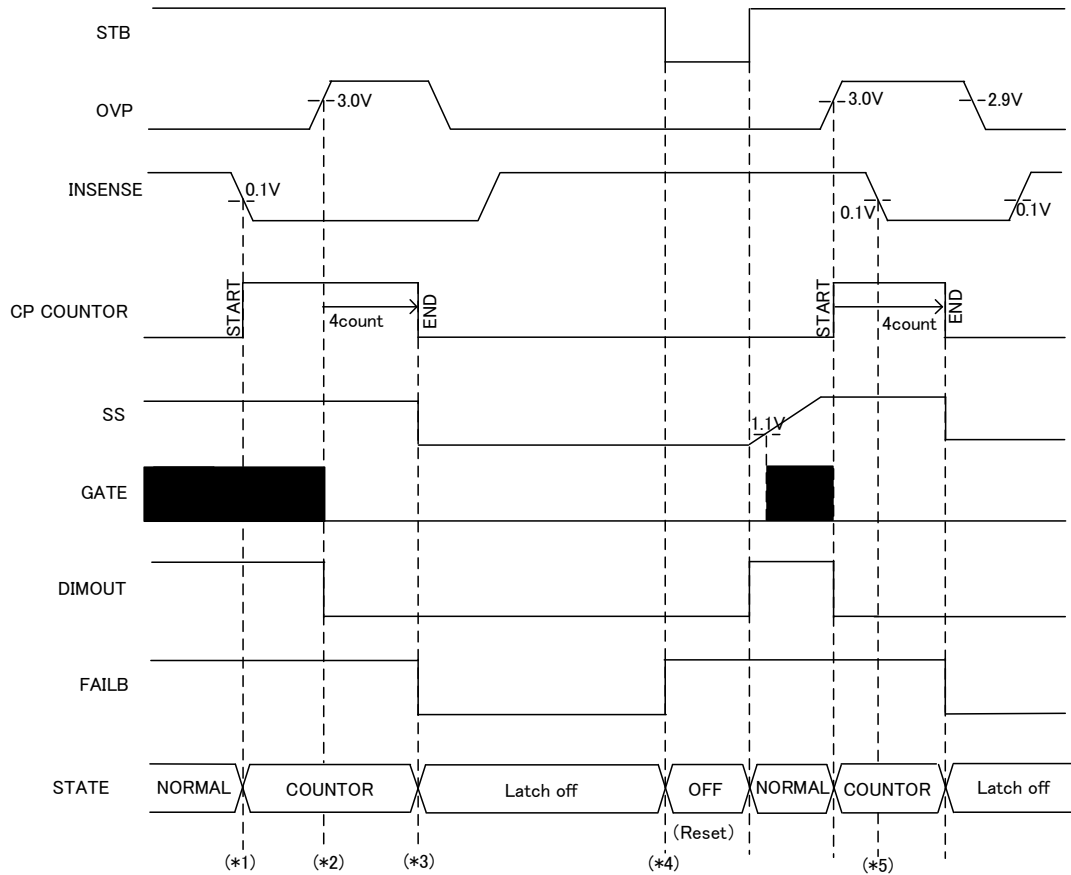 STB
OVP
3.0V
3.0V
2.9V
INSENSE
0.1V
0.1V
0.1V
CP COUNTOR
START
4count
END
START
4count
END
SS
1.1V
GATE
DIMOUT
FAILB
STATE
NORMAL
COUNTOR
Latch off
OFF
NORMAL
COUNTOR
Latch off
(Reset)
(*1)
(*2)
(*3)
(*4)
(*5)